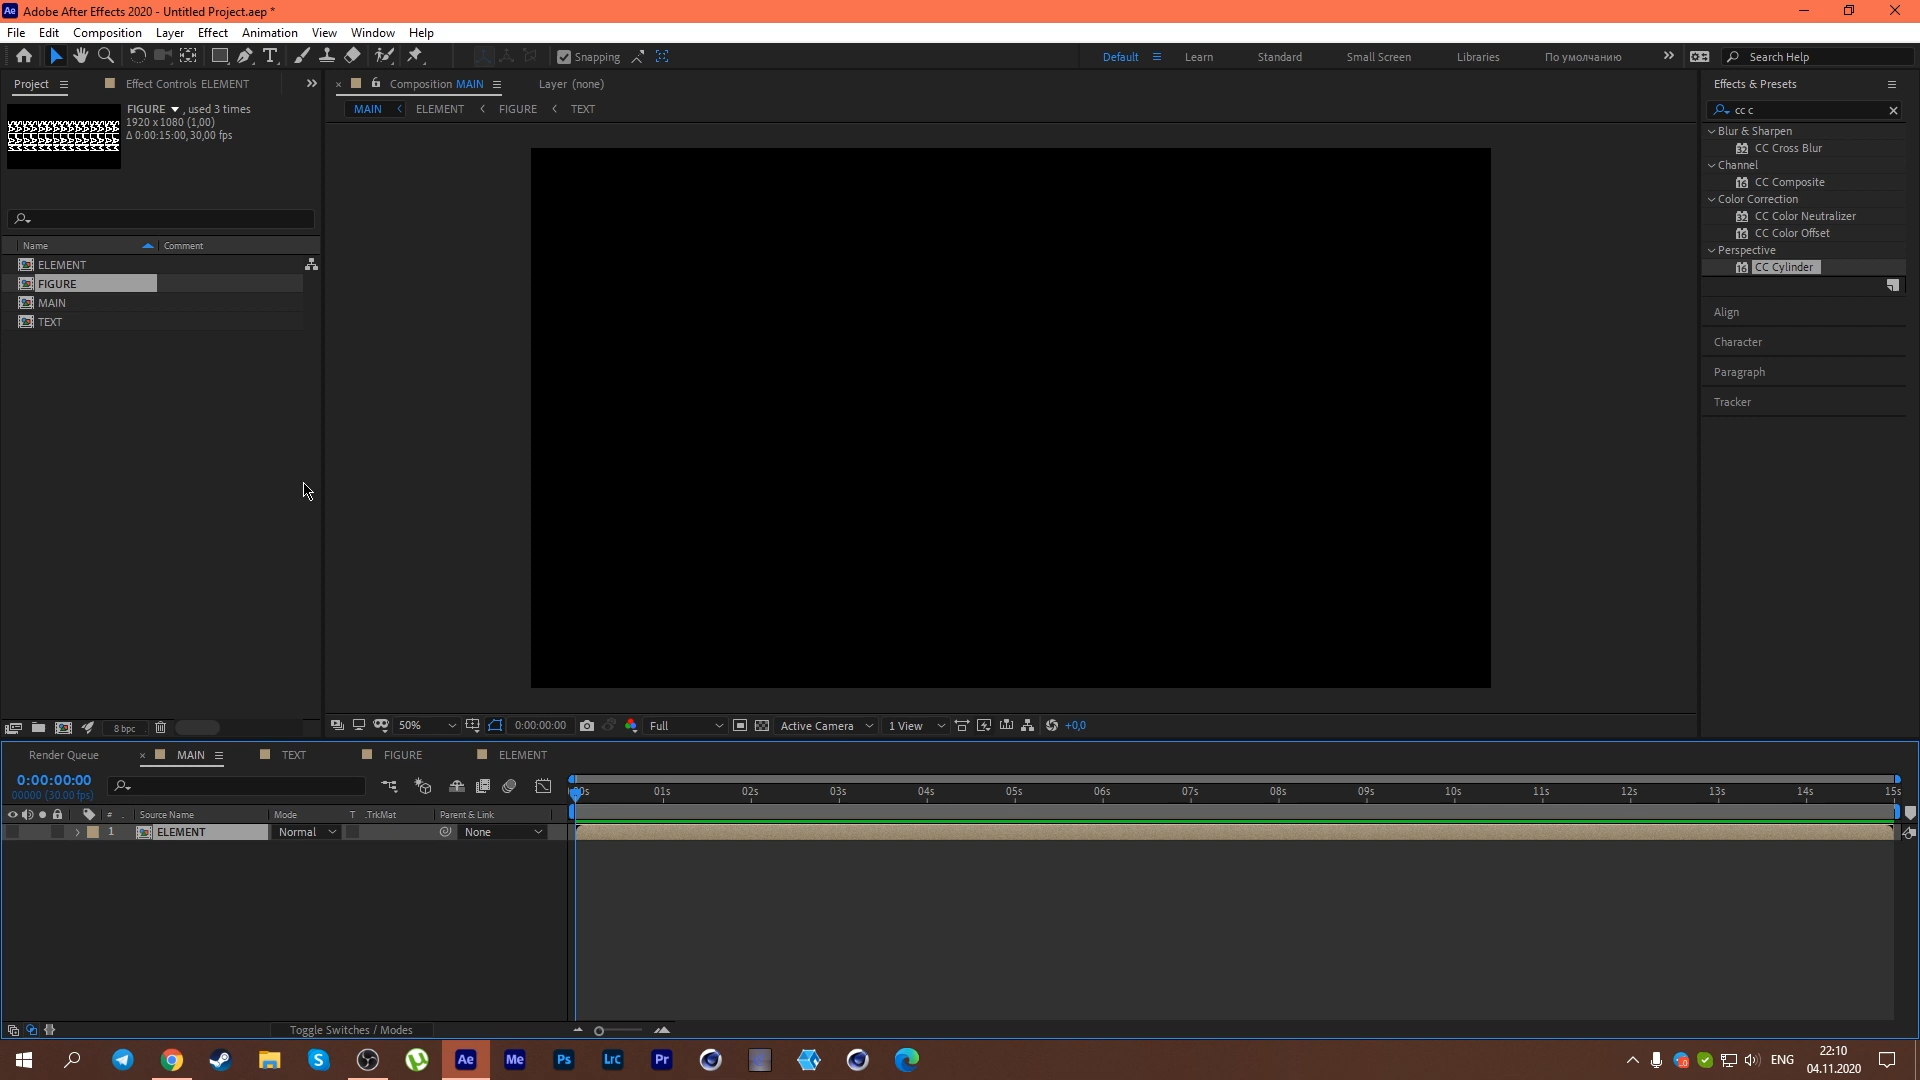 Adobe After Effects 2020 - Untitled Project.aep *
File Edit Composition Layer Effect Animation View Window Help
Snapping Default Learn Standard Small Screen Libraries По умолчанию Search Help
Project Effect Controls ELEMENT Composition MAIN Layer (none) Effects & Presets
FIGURE , used 3 times
1920 x 1080 (1,00)
Δ 0:00:15:00, 30,00 fps
MAIN ELEMENT FIGURE TEXT
cc c
Blur & Sharpen
CC Cross Blur
Channel
CC Composite
Color Correction
CC Color Neutralizer
CC Color Offset
Perspective
CC Cylinder
Align
Character
Paragraph
Tracker
Name Comment
ELEMENT
FIGURE
MAIN
TEXT
8 bpc
50% 0:00:00:00 Full Active Camera 1 View +0,0
Render Queue MAIN TEXT FIGURE ELEMENT
0:00:00:00
00000 (30.00 fps)
00s 01s 02s 03s 04s 05s 06s 07s 08s 09s 10s 11s 12s 13s 14s 15s
# Source Name Mode T .TrkMat Parent & Link
1 ELEMENT Normal None
Toggle Switches / Modes
Ae Me Ps Lrc Pr ENG
22:10
04.11.2020